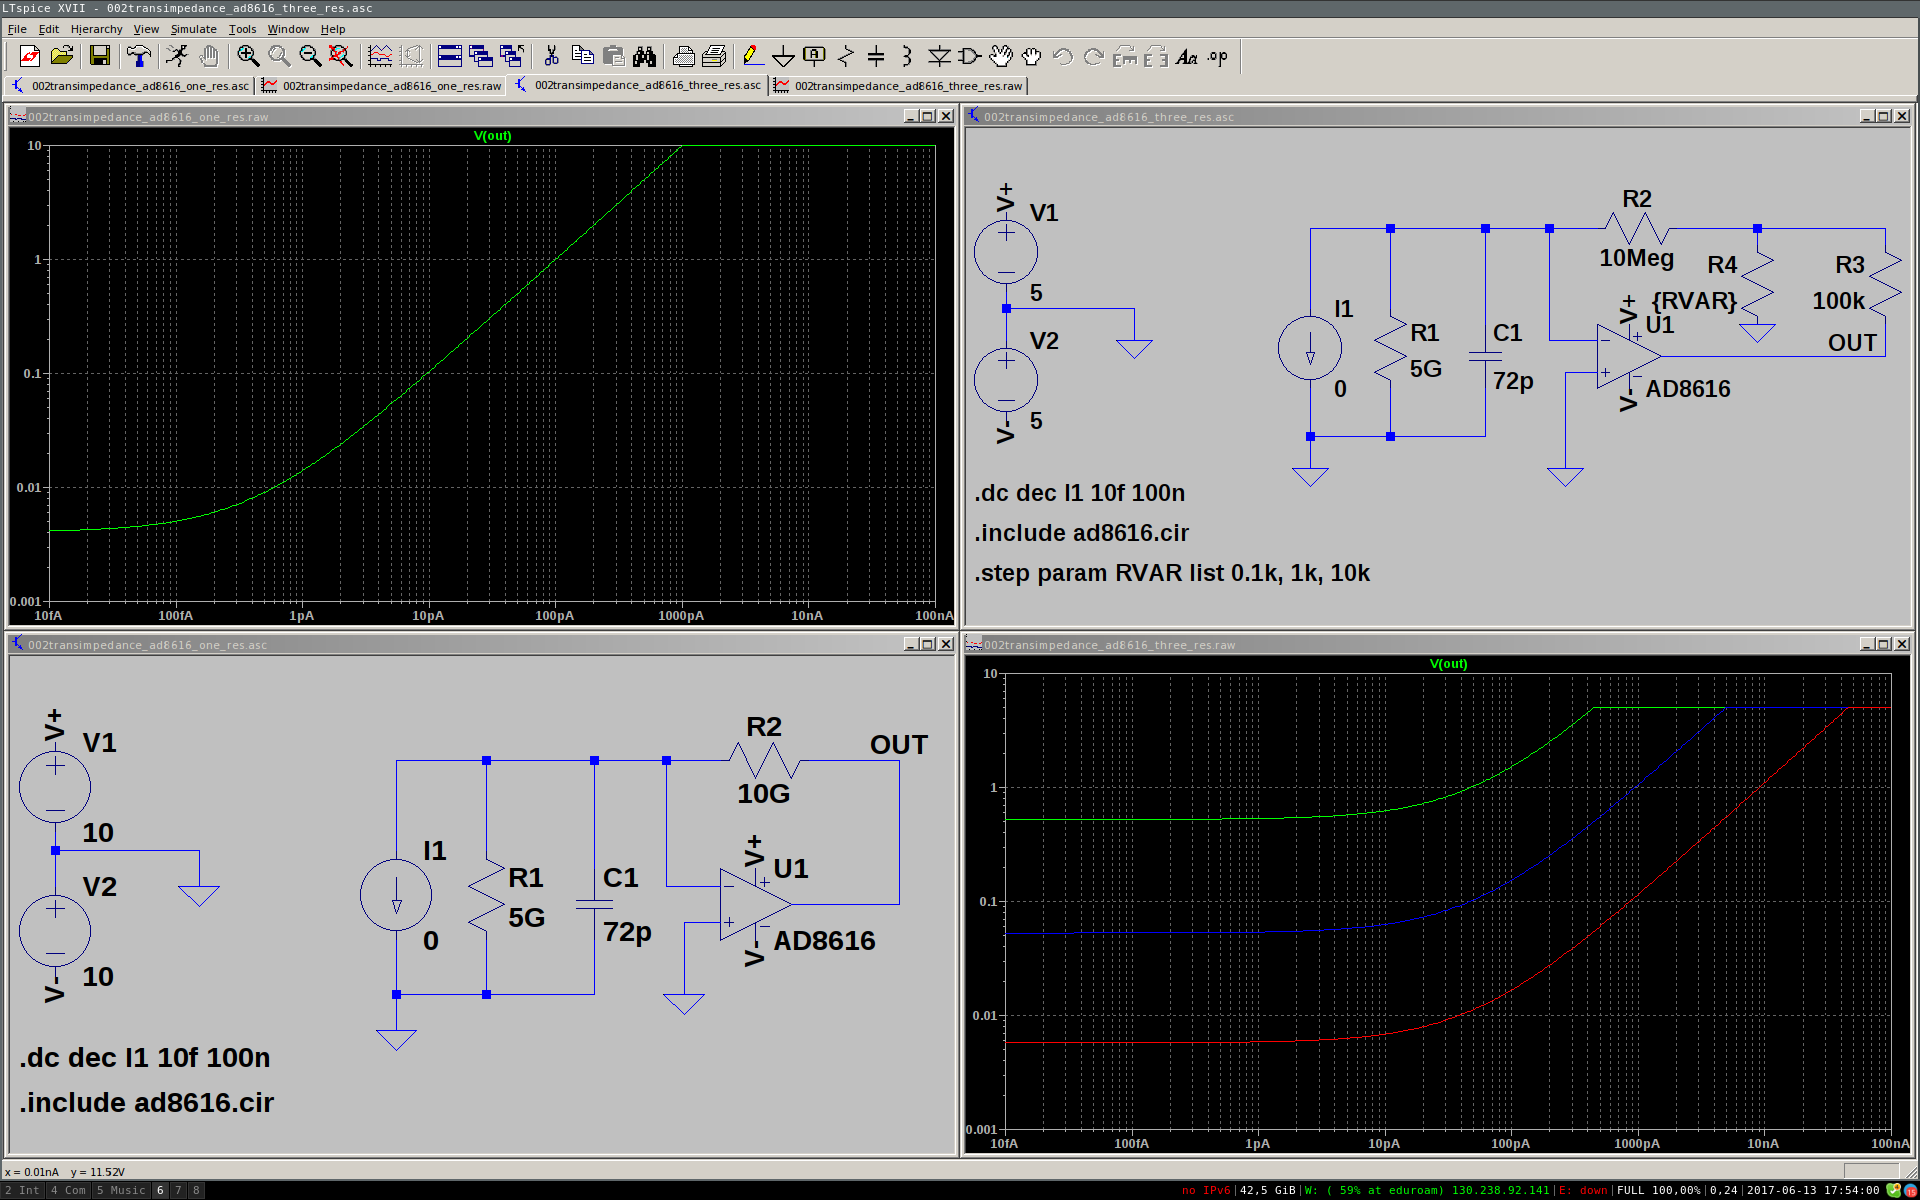 LTspice XVII - 002transimpedance_ad8616_three_res.asc
File Edit Hierarchy View Simulate Tools Window Help
002transimpedance_ad8616_one_res.asc 002transimpedance_ad8616_one_res.raw 002transimpedance_ad8616_three_res.asc 002transimpedance_ad8616_three_res.raw
002transimpedance_ad8616_one_res.raw
V(out)
10
1
0.1
0.01
0.001
10fA 100fA 1pA 10pA 100pA 1000pA 10nA 100nA
002transimpedance_ad8616_three_res.asc
V+
V1
5
V2
5
V-
I1
0
R1
5G
C1
72p
R2
10Meg
R4
{RVAR}
R3
100k
V+
U1
OUT
V-
AD8616
.dc dec I1 10f 100n
.include ad8616.cir
.step param RVAR list 0.1k, 1k, 10k
002transimpedance_ad8616_one_res.asc
V+
V1
10
V2
10
V-
I1
0
R1
5G
C1
72p
R2
10G
OUT
V+
U1
V-
AD8616
.dc dec I1 10f 100n
.include ad8616.cir
002transimpedance_ad8616_three_res.raw
V(out)
10
1
0.1
0.01
0.001
10fA 100fA 1pA 10pA 100pA 1000pA 10nA 100nA
x = 0.01nA y = 11.52V
2 Int 4 Com 5 Music 6 7 8
no IPv6|42,5 GiB|W: ( 59% at eduroam) 130.238.92.141|E: down|FULL 100,00%|0,24|2017-06-13 17:54:00